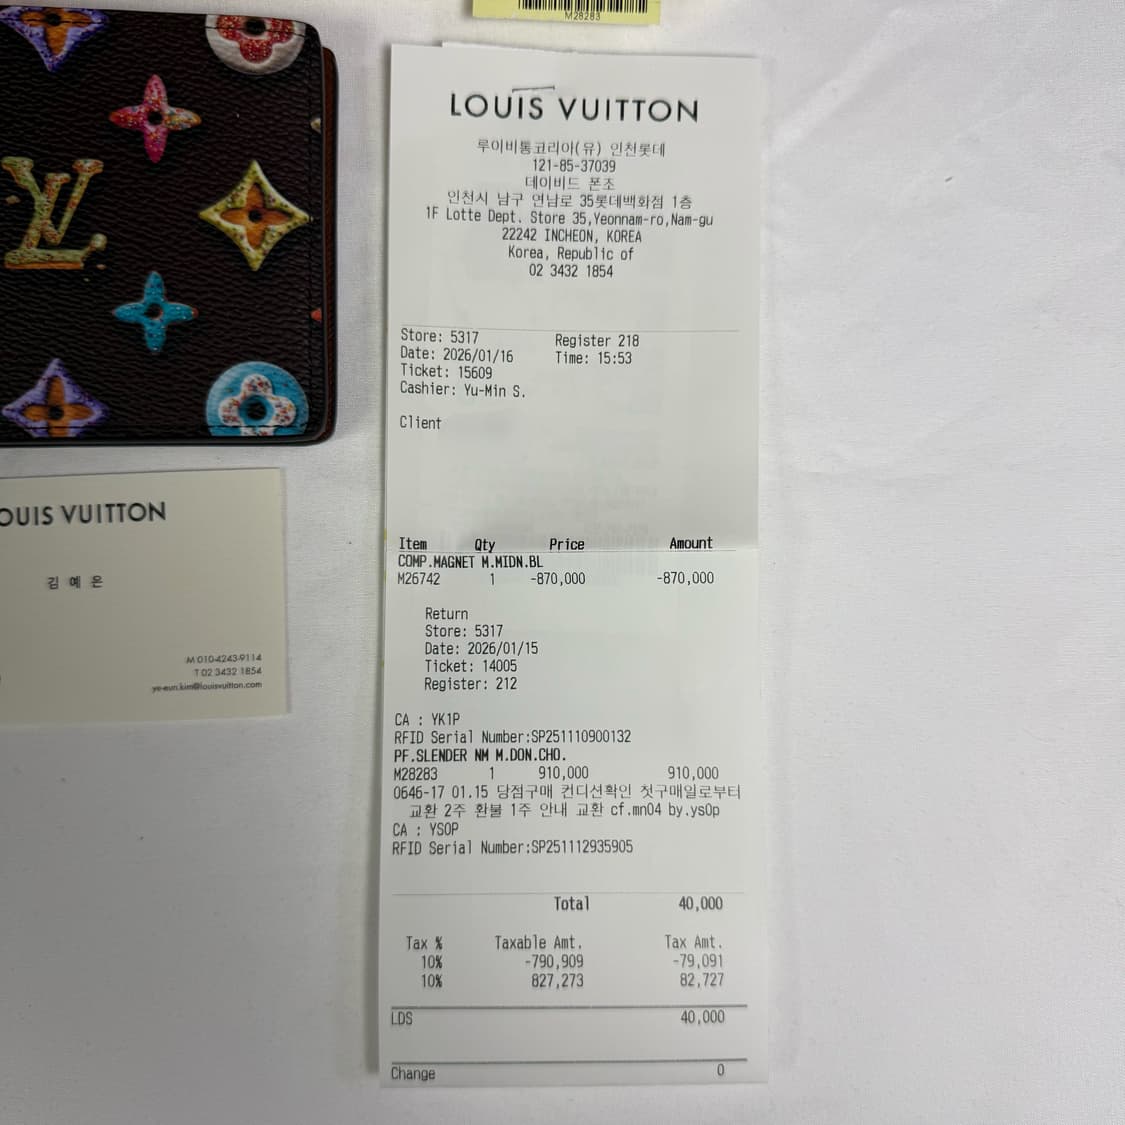 M28283
LOUIS VUITTON
루이비통코리아(유) 인천롯데
121-85-37039
데이비드 폰조
인천시 남구 연남로 35롯데백화점 1층
1F Lotte Dept. Store 35,Yeonnam-ro,Nam-gu
22242 INCHEON, KOREA
Korea, Republic of
02 3432 1854
Store: 5317 Register 218
Date: 2026/01/16 Time: 15:53
Ticket: 15609
Cashier: Yu-Min S.
Client
Item Qty Price Amount
COMP.MAGNET M.MIDN.BL
M26742 1 -870,000 -870,000
Return
Store: 5317
Date: 2026/01/15
Ticket: 14005
Register: 212
CA : YK1P
RFID Serial Number:SP251110900132
PF.SLENDER NM M.DON.CHO.
M28283 1 910,000 910,000
0646-17 01.15 당점구매 컨디션확인 첫구매일로부터
교환 2주 환불 1주 안내 교환 cf.mn04 by.ys0p
CA : YS0P
RFID Serial Number:SP251112935905
Total 40,000
Tax % Taxable Amt. Tax Amt.
10% -790,909 -79,091
10% 827,273 82,727
LDS 40,000
Change 0
LV
OUIS VUITTON
김예은
M 010-4243-9114
T 02 3432 1854
ye-eun.kim@louisvuitton.com